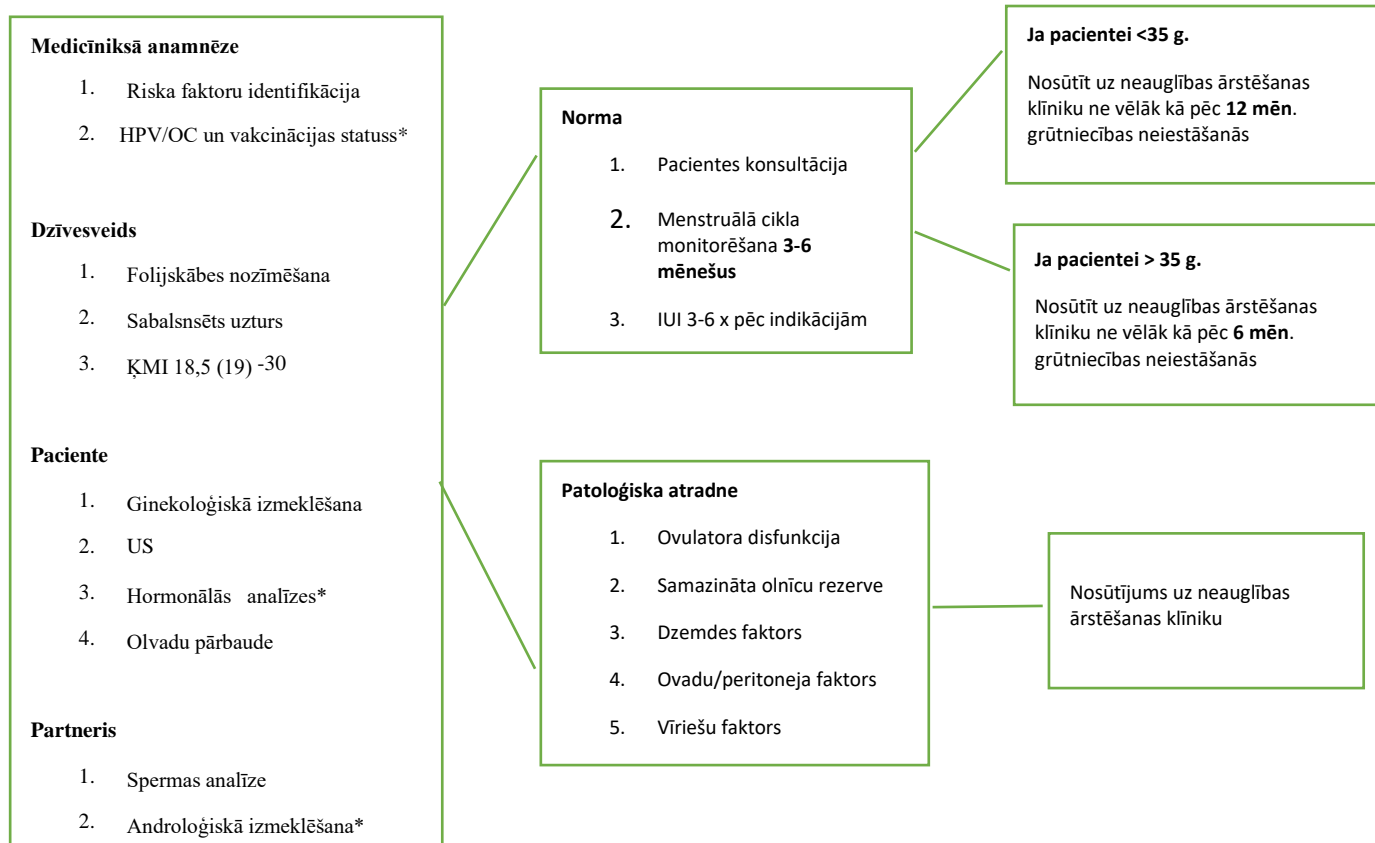 Medicīniksā anamnēze
1. Riska faktoru identifikācija
2. HPV/OC un vakcinācijas statuss*
Dzīvesveids
1. Folijskābes nozīmēšana
2. Sabalsnsēts uzturs
3. ĶMI 18,5 (19) -30
Paciente
1. Ginekoloģiskā izmeklēšana
2. US
3. Hormonālās analīzes*
4. Olvadu pārbaude
Partneris
1. Spermas analīze
2. Androloģiskā izmeklēšana*
Norma
1. Pacientes konsultācija
2. Menstruālā cikla
monitorēšana 3-6
mēnešus
3. IUI 3-6 x pēc indikācijām
Patoloģiska atradne
1. Ovulatora disfunkcija
2. Samazināta olnīcu rezerve
3. Dzemdes faktors
4. Ovadu/peritoneja faktors
5. Vīriešu faktors
Ja pacientei <35 g.
Nosūtīt uz neauglības ārstēšanas
klīniku ne vēlāk kā pēc 12 mēn.
grūtniecības neiestāšanās
Ja pacientei > 35 g.
Nosūtīt uz neauglības ārstēšanas
klīniku ne vēlāk kā pēc 6 mēn.
grūtniecības neiestāšanās
Nosūtījums uz neauglības
ārstēšanas klīniku